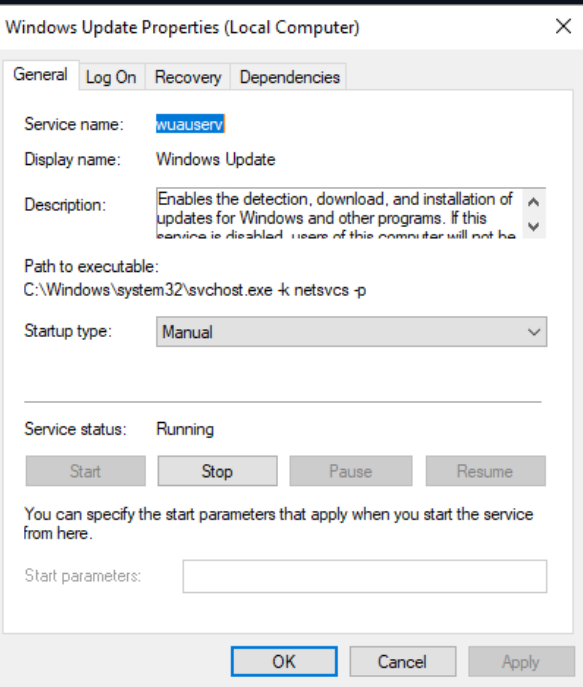 Windows Update Properties (Local Computer)
General Log On Recovery Dependencies
Service name: wuauserv
Display name: Windows Update
Description: Enables the detection, download, and installation of
updates for Windows and other programs. If this
service is disabled, users of this computer will not be
Path to executable:
C:\Windows\system32\svchost.exe -k netsvcs -p
Startup type: Manual
Service status: Running
Start Stop Pause Resume
You can specify the start parameters that apply when you start the service
from here.
Start parameters:
OK Cancel Apply